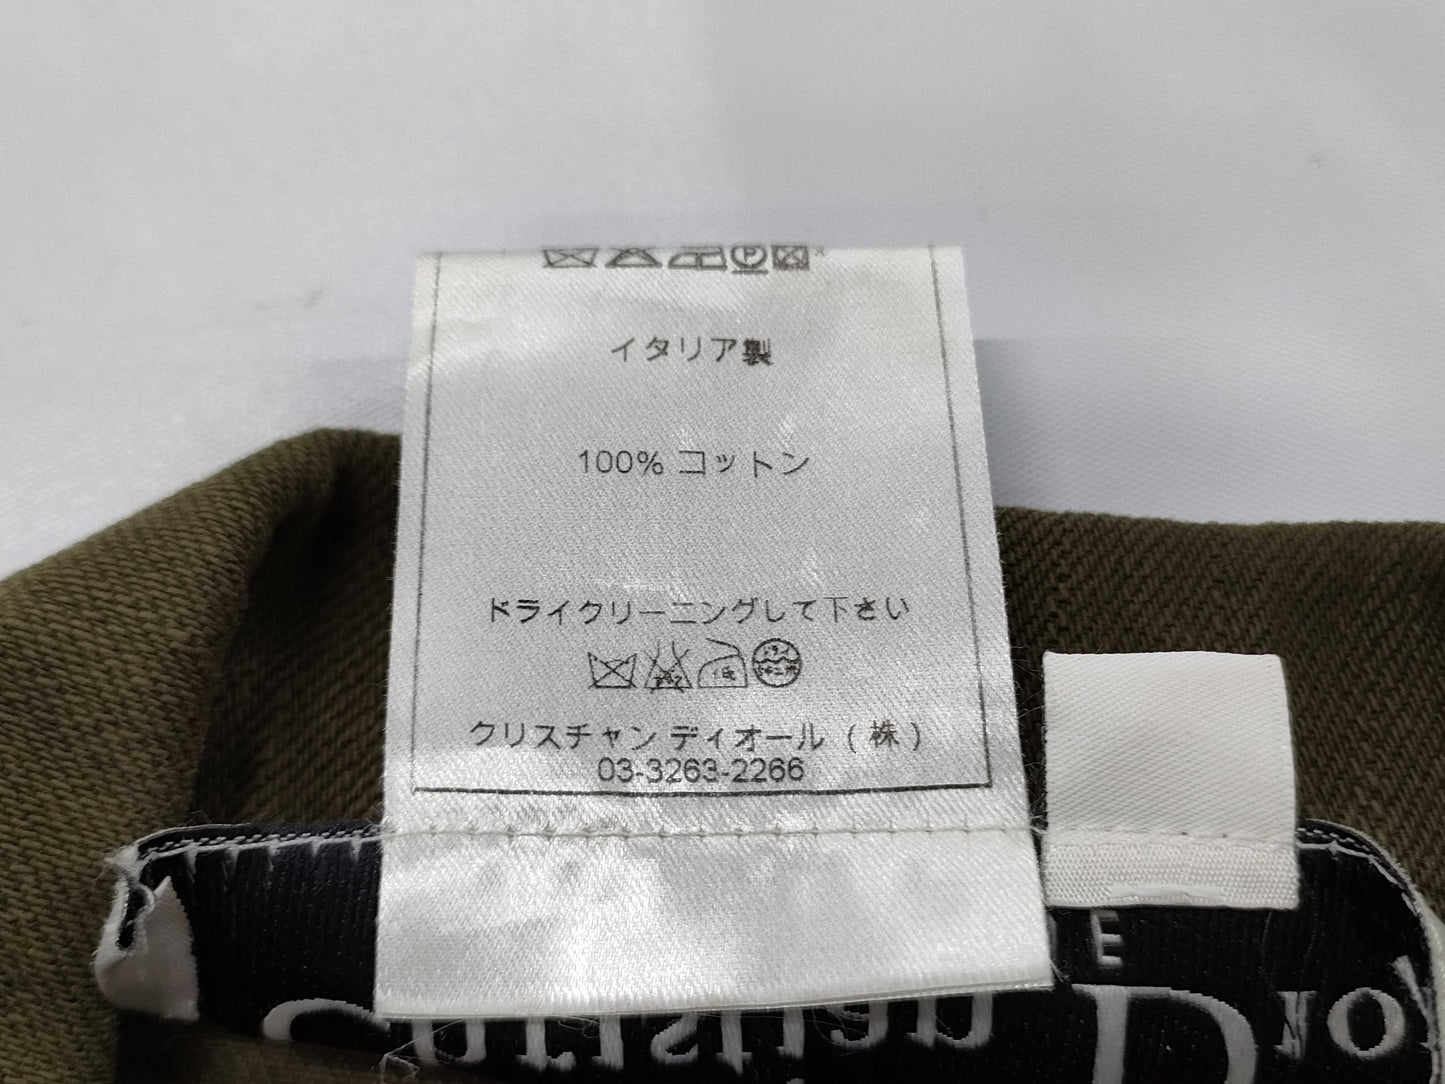 イタリア製
100% コットン
ドライクリーニングして下さい
クリスチャン ディオール (株)
03-3263-2266
E
Christian Dior